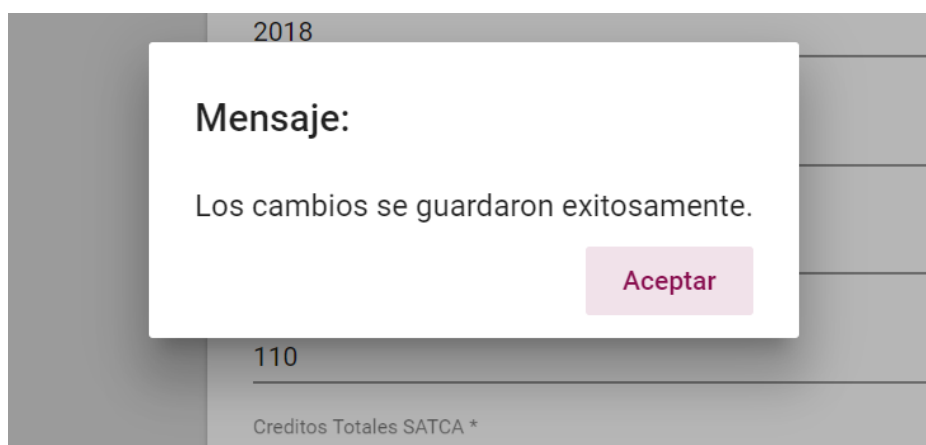 2018
Mensaje:
Los cambios se guardaron exitosamente.
Aceptar
110
Creditos Totales SATCA *